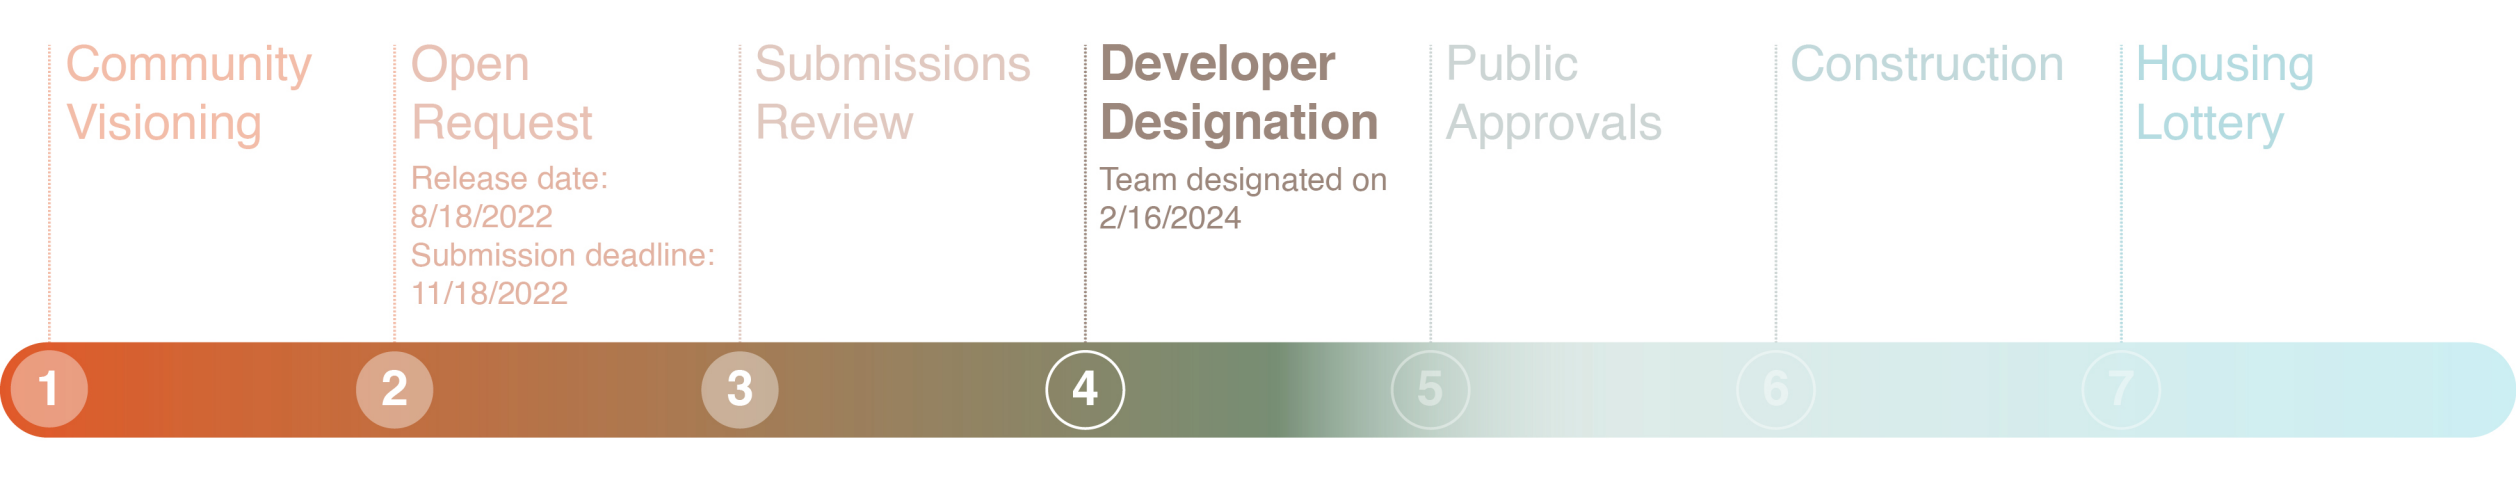 Community
Visioning
Open
Request
Release date:
8/18/2022
Submission deadline:
11/18/2022
Submissions
Review
Developer
Designation
Team designated on
2/16/2024
Public
Approvals
Construction
Housing
Lottery
1
2
3
4
5
6
7